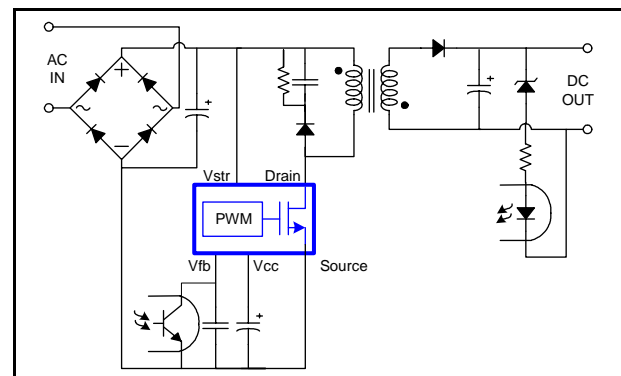 AC
IN
DC
OUT
Vstr
Drain
PWM
Vfb
Vcc
Source